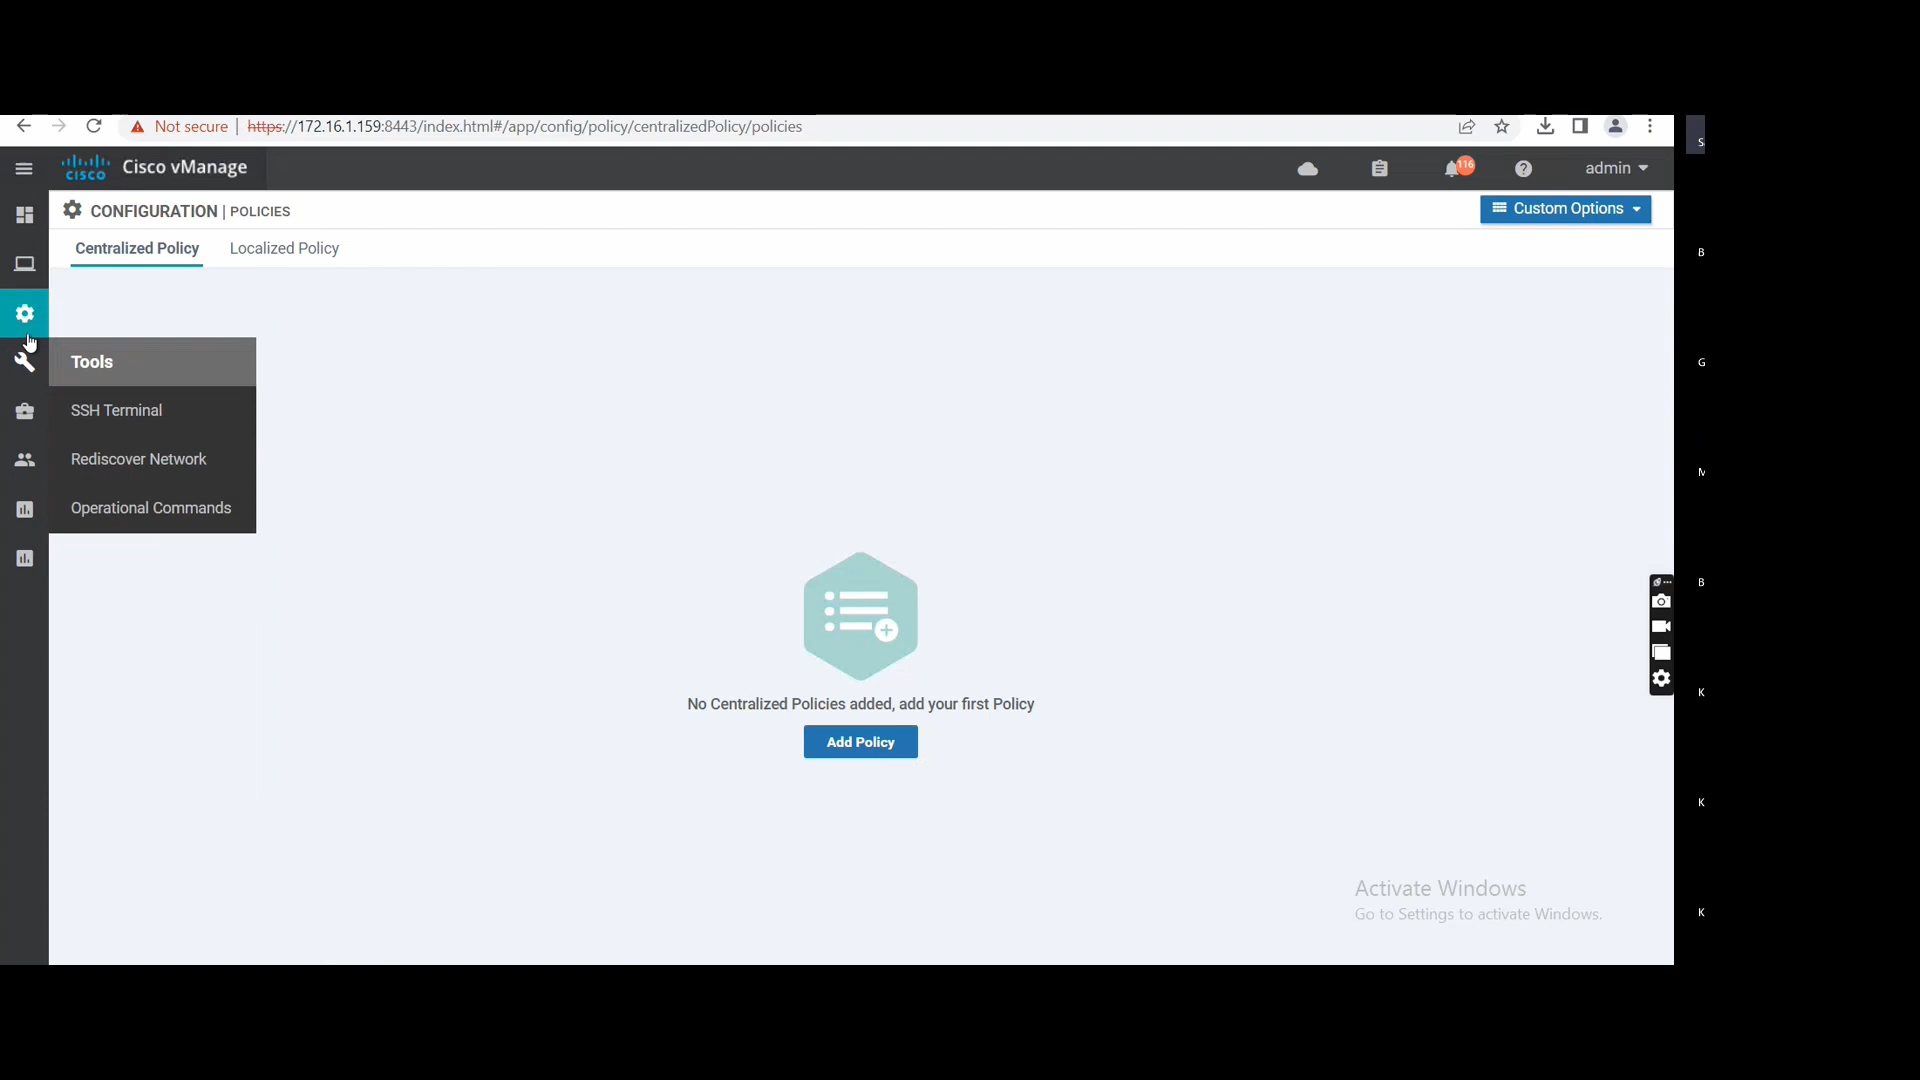 Not secure | https://172.16.1.159:8443/index.html#/app/config/policy/centralizedPolicy/policies
S
cisco Cisco vManage
116
admin
CONFIGURATION | POLICIES
Custom Options
Centralized Policy Localized Policy
B
Tools
G
SSH Terminal
Rediscover Network
Operational Commands
B
No Centralized Policies added, add your first Policy
K
Add Policy
K
Activate Windows
Go to Settings to activate Windows.
K